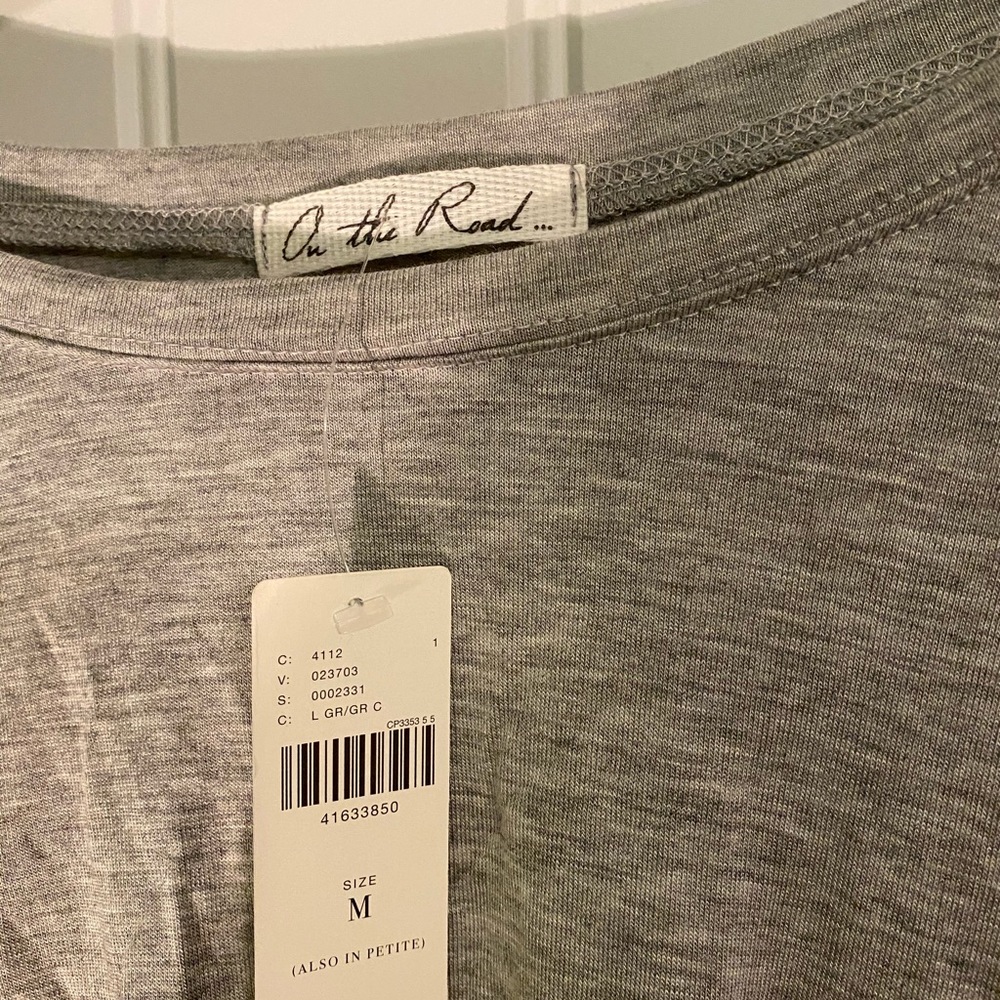 On the Road...
C: 4112 1
V: 023703
S: 0002331
C: L GR/GR C
CP3353 5 5
41633850
SIZE
M
(ALSO IN PETITE)